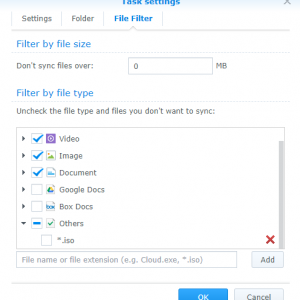 Task settings
Settings Folder File Filter
Filter by file size
Don't sync files over: 0 MB
Filter by file type
Uncheck the file type and files you don't want to sync:
Video
Image
Document
Google Docs
Box Docs
Others
*.iso
File name or file extension (e.g. Cloud.exe, *.iso) Add
OK Cancel